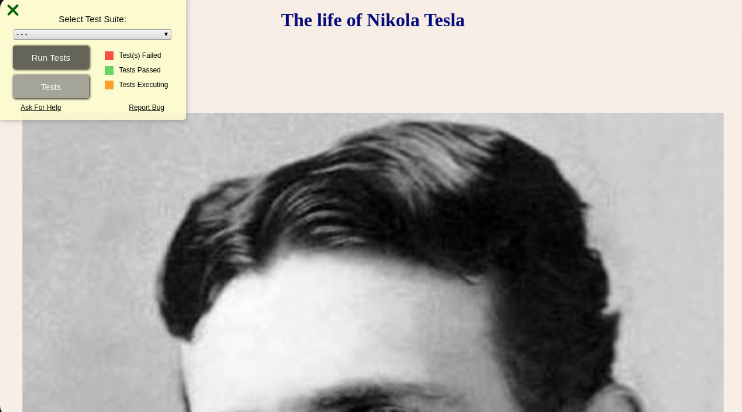 The life of Nikola Tesla
Select Test Suite:
- - -
Run Tests
Tests
Test(s) Failed
Tests Passed
Tests Executing
Ask For Help
Report Bug